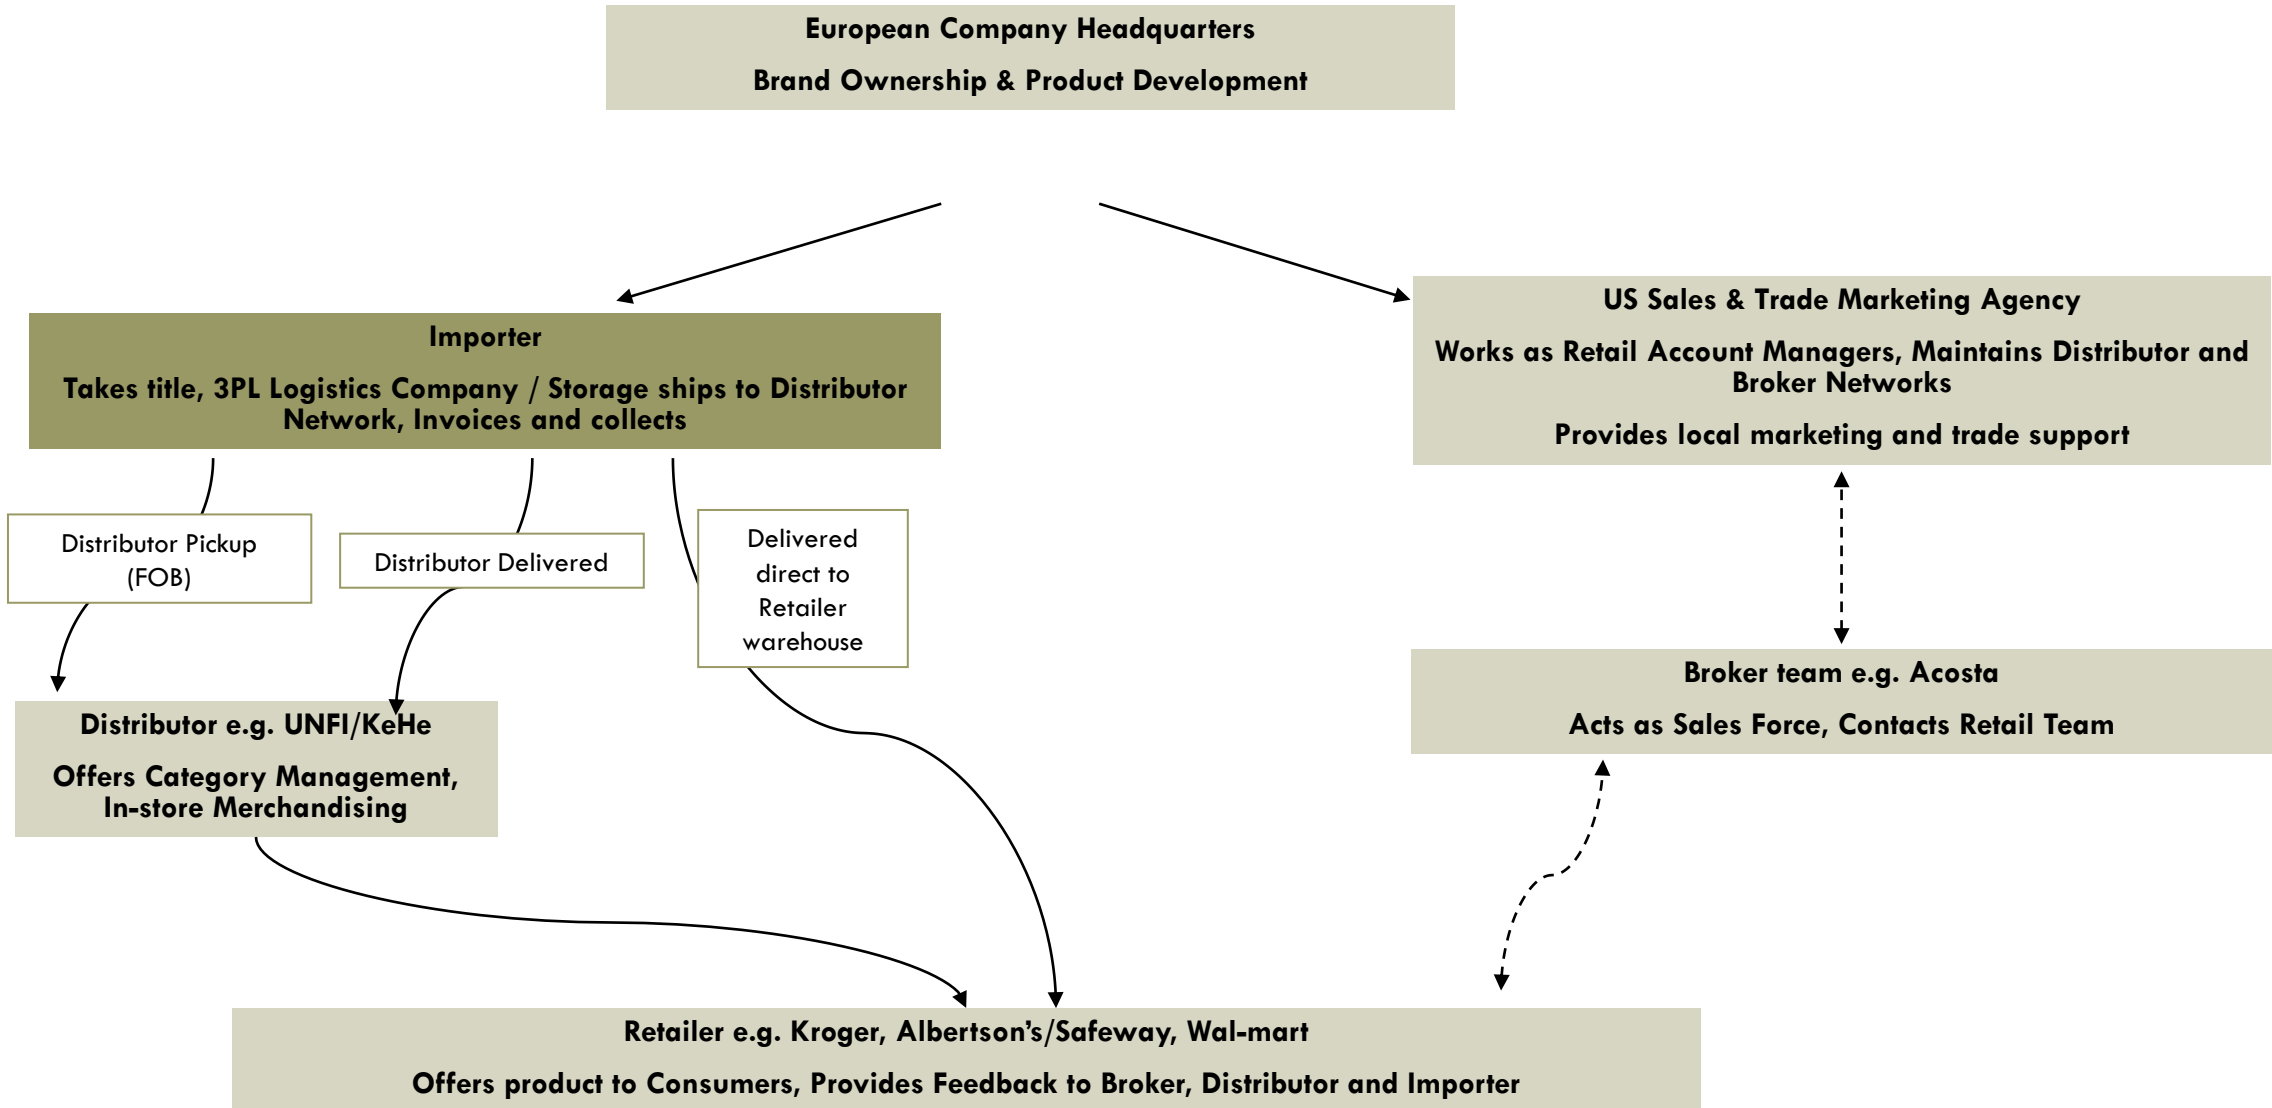 European Company Headquarters
Brand Ownership & Product Development
Importer
Takes title, 3PL Logistics Company / Storage ships to Distributor
Network, Invoices and collects
US Sales & Trade Marketing Agency
Works as Retail Account Managers, Maintains Distributor and
Broker Networks
Provides local marketing and trade support
Distributor Pickup
(FOB)
Distributor Delivered
Delivered
direct to
Retailer
warehouse
Distributor e.g. UNFI/KeHe
Offers Category Management,
In-store Merchandising
Broker team e.g. Acosta
Acts as Sales Force, Contacts Retail Team
Retailer e.g. Kroger, Albertson’s/Safeway, Wal-mart
Offers product to Consumers, Provides Feedback to Broker, Distributor and Importer